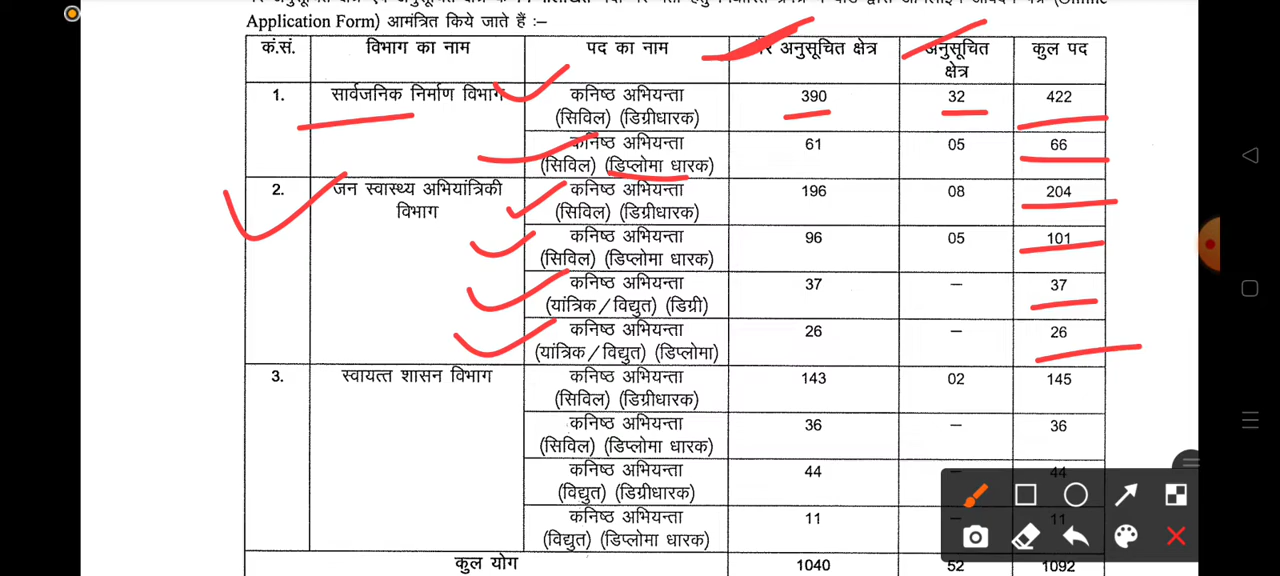 Application Form) आमंत्रित किये जाते हैं :–
कं.सं. विभाग का नाम पद का नाम अनुसूचित क्षेत्र अनुसूचित क्षेत्र कुल पद
1. सार्वजनिक निर्माण विभाग कनिष्ठ अभियन्ता (सिविल) (डिग्रीधारक) 390 32 422
कनिष्ठ अभियन्ता (सिविल) (डिप्लोमा धारक) 61 05 66
2. जन स्वास्थ्य अभियांत्रिकी विभाग कनिष्ठ अभियन्ता (सिविल) (डिग्रीधारक) 196 08 204
कनिष्ठ अभियन्ता (सिविल) (डिप्लोमा धारक) 96 05 101
कनिष्ठ अभियन्ता (यांत्रिक/विद्युत) (डिग्री) 37 – 37
कनिष्ठ अभियन्ता (यांत्रिक/विद्युत) (डिप्लोमा) 26 – 26
3. स्वायत्त शासन विभाग कनिष्ठ अभियन्ता (सिविल) (डिग्रीधारक) 143 02 145
कनिष्ठ अभियन्ता (सिविल) (डिप्लोमा धारक) 36 – 36
कनिष्ठ अभियन्ता (विद्युत) (डिग्रीधारक) 44 – 44
कनिष्ठ अभियन्ता (विद्युत) (डिप्लोमा धारक) 11 – 11
कुल योग 1040 52 1092